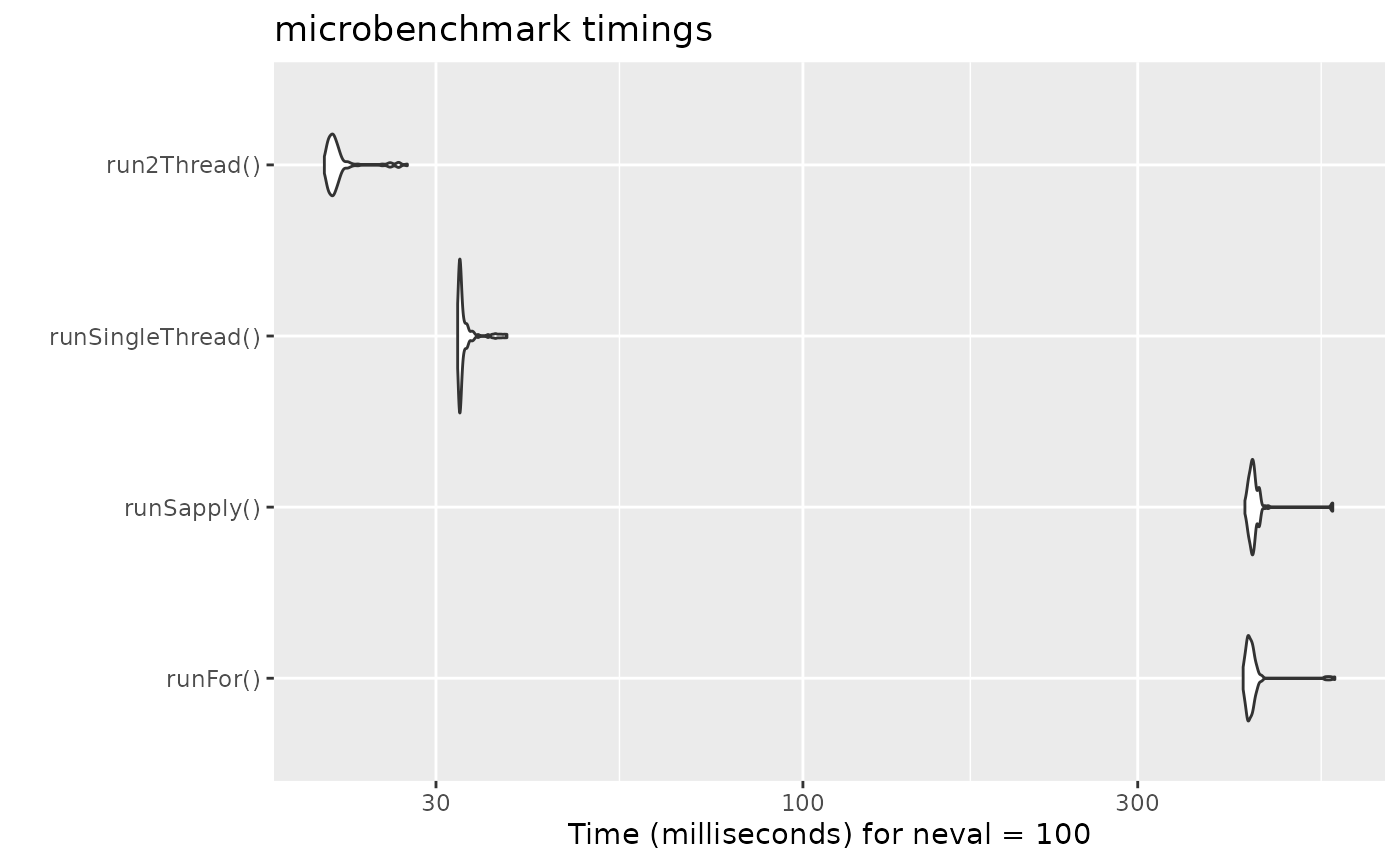 microbenchmark timings
run2Thread()
runSingleThread()
runSapply()
runFor()
30
100
300
Time (milliseconds) for neval = 100